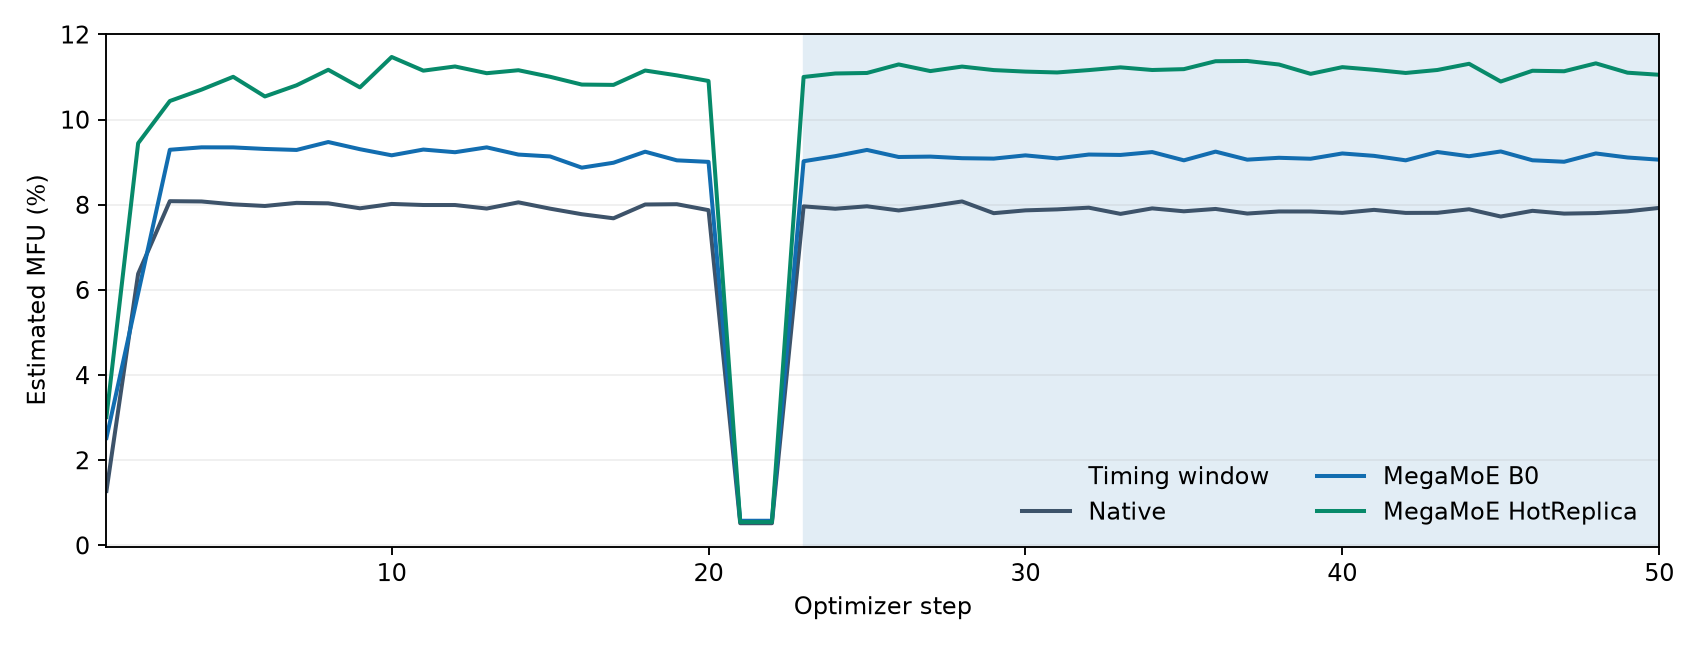 12
10
8
6
4
2
0
Estimated MFU (%)
10
20
30
40
50
Optimizer step
Timing window
Native
MegaMoE B0
MegaMoE HotReplica